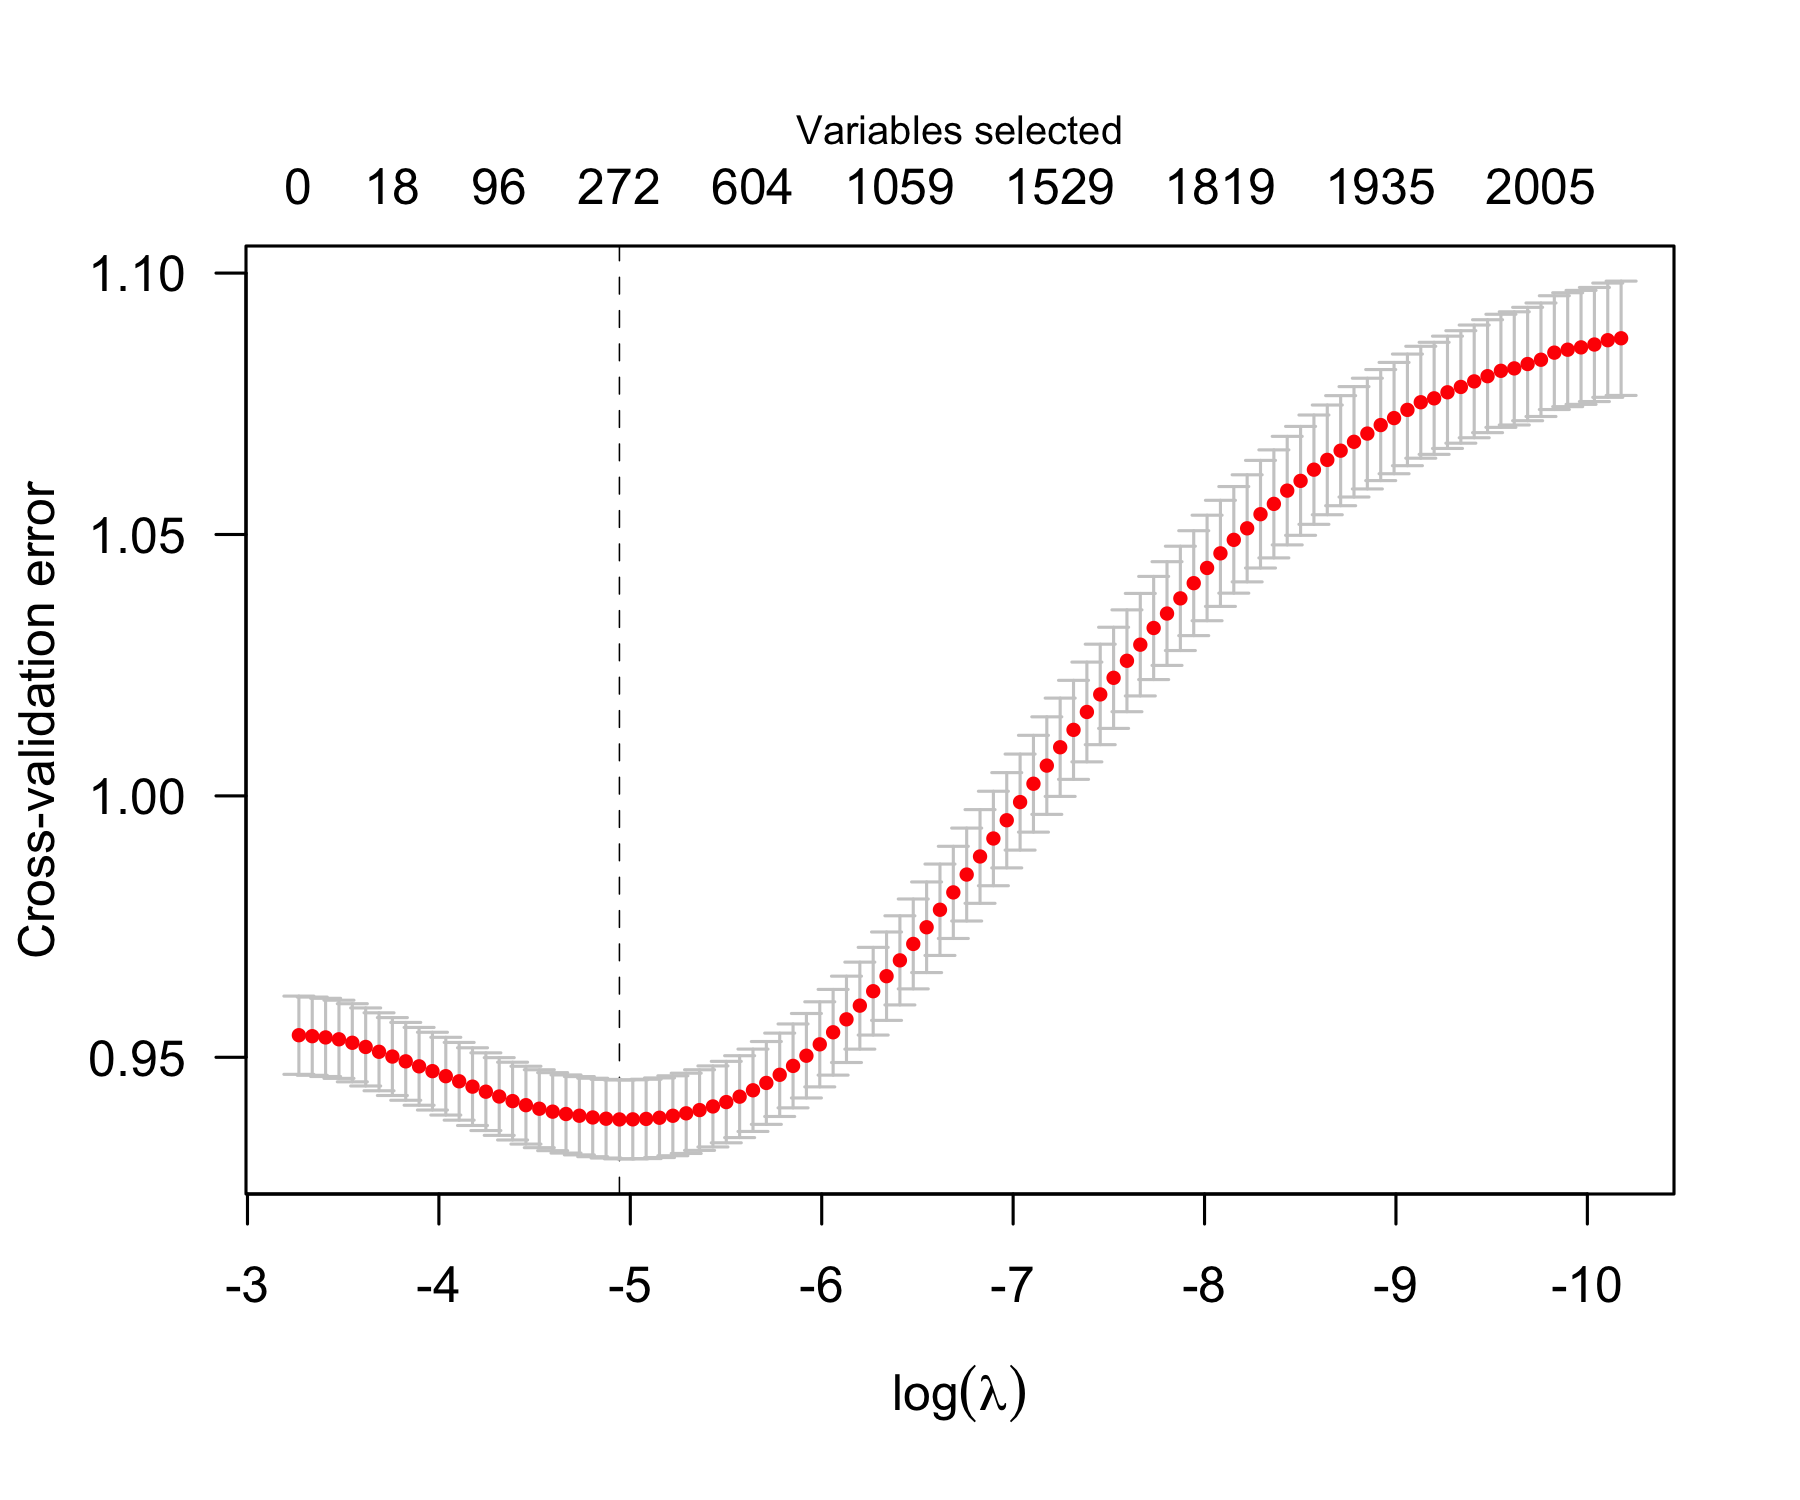 Variables selected
0 18 96 272 604 1059 1529 1819 1935 2005
1.10
1.05
1.00
0.95
Cross-validation error
-3 -4 -5 -6 -7 -8 -9 -10
log(λ)